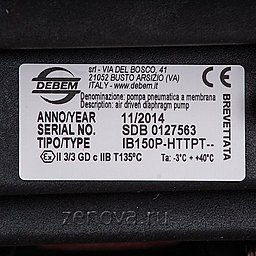 DEBEM
srl - VIA DEL BOSCO, 41
21052 BUSTO ARSIZIO (VA)
ITALY - www.debem.it
Denominazione: pompa pneumatica a membrana
Description: air driven diaphragm pump
ANNO/YEAR 11/2014
SERIAL NO. SDB 0127563
TIPO/TYPE IB150P-HTTPT--
Ex II 3/3 GD c IIB T135°C Ta: -3°C ÷ +40°C
CE
BREVETTATA
zenova.ru